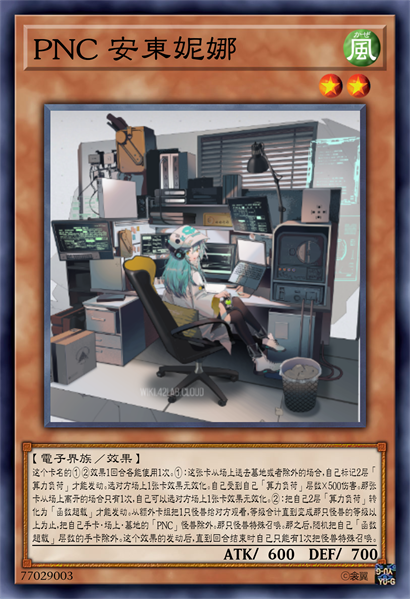 PNC 安東妮娜
風
【電子界族／效果】
这个卡名的①②效果1回合各能使用1次。①：这张卡从场上送去墓地或者除外的场合，自己标记2层「
算力负荷」才能发动。选对方场上1张卡效果无效化。自己受到自己「算力负荷」层数×500伤害。那张
卡从场上离开的场合只有1次，自己可以选对方场上1张卡效果无效化。②：把自己2层「算力负荷」转
化为「函数超载」才能发动。从额外卡组把1只怪兽给对方观看，等级合计直到变成那只怪兽的等级以
上为止，把自己手卡·场上·墓地的「PNC」怪兽除外，那只怪兽特殊召唤。那之后，随机把自己「函数
超载」层数的手卡除外。这个效果的发动后，直到回合结束时自己只能有1次把怪兽特殊召唤。
ATK/ 600 DEF/ 700
77029003
©袁翼